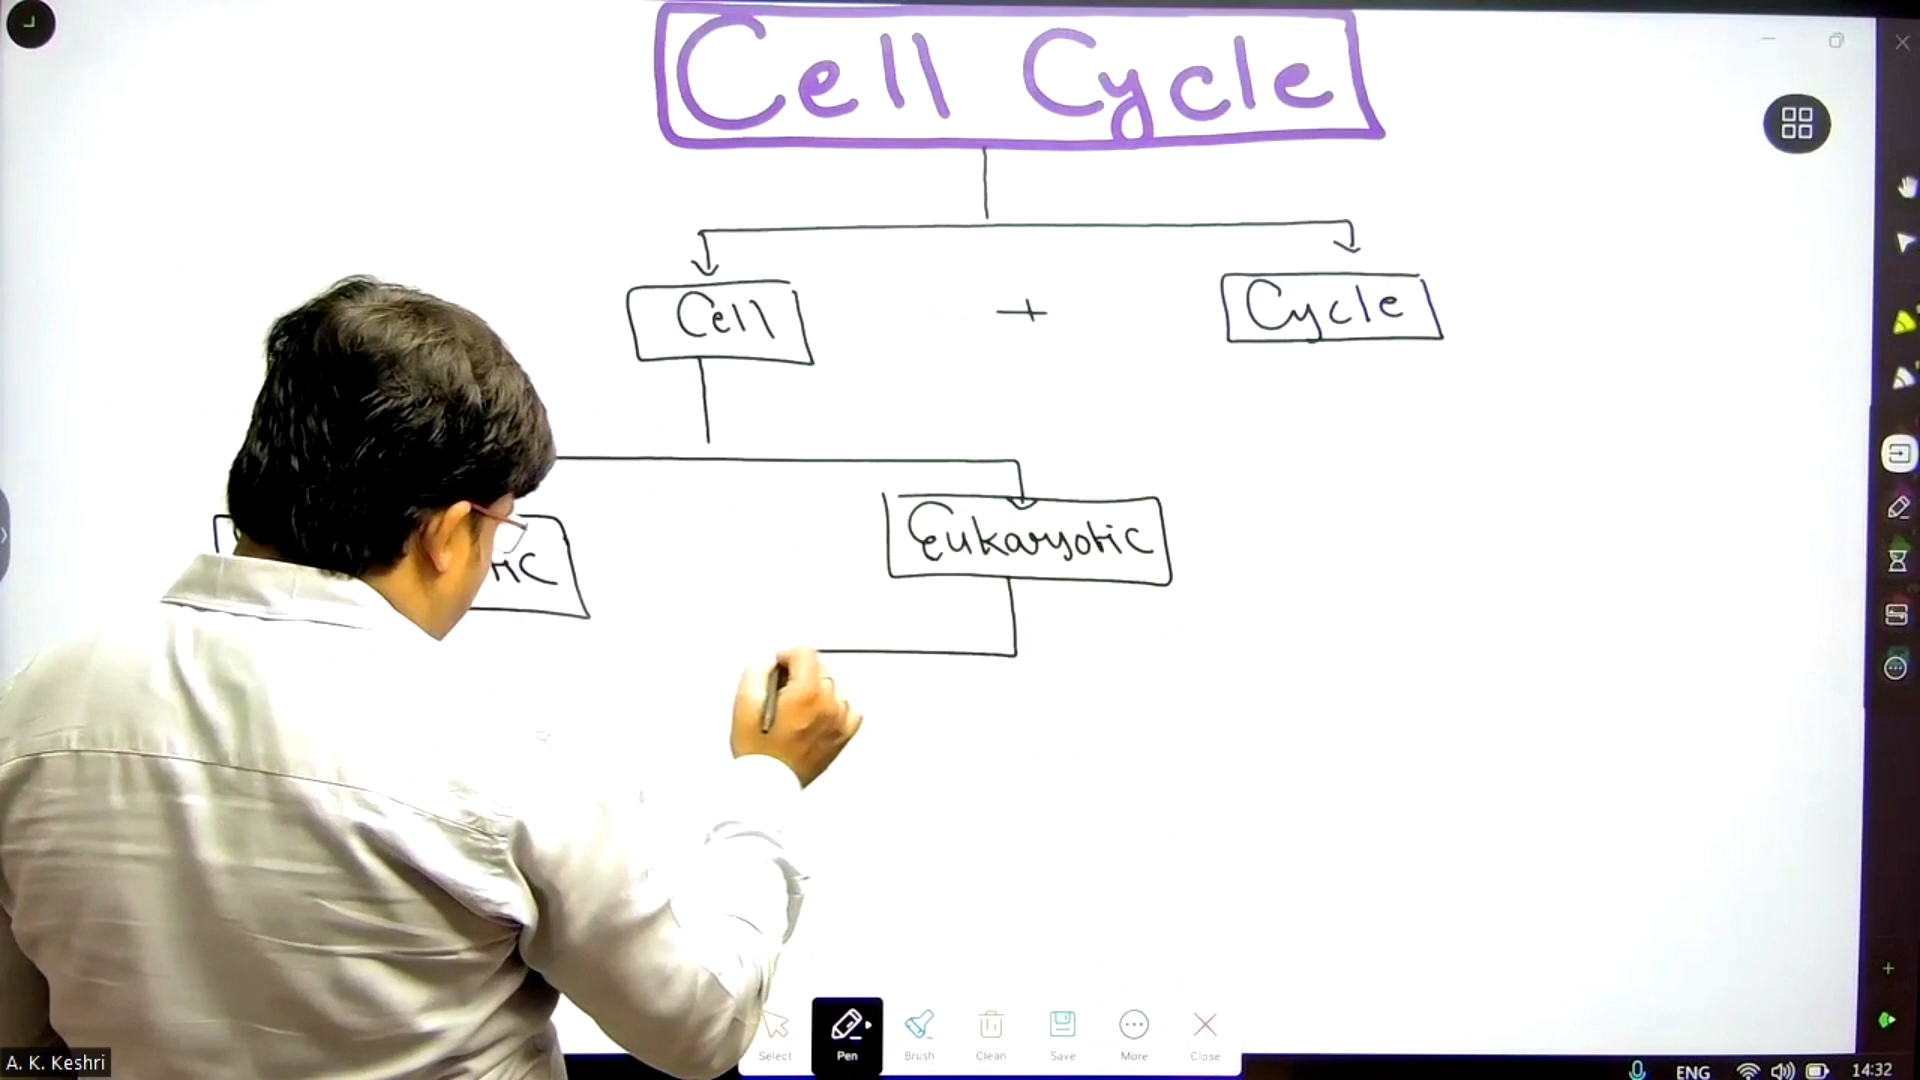 Cell Cycle
Cell + Cycle
Eukaryotic
Select Pen Brush Clean Save More Close
A. K. Keshri
ENG 14:32